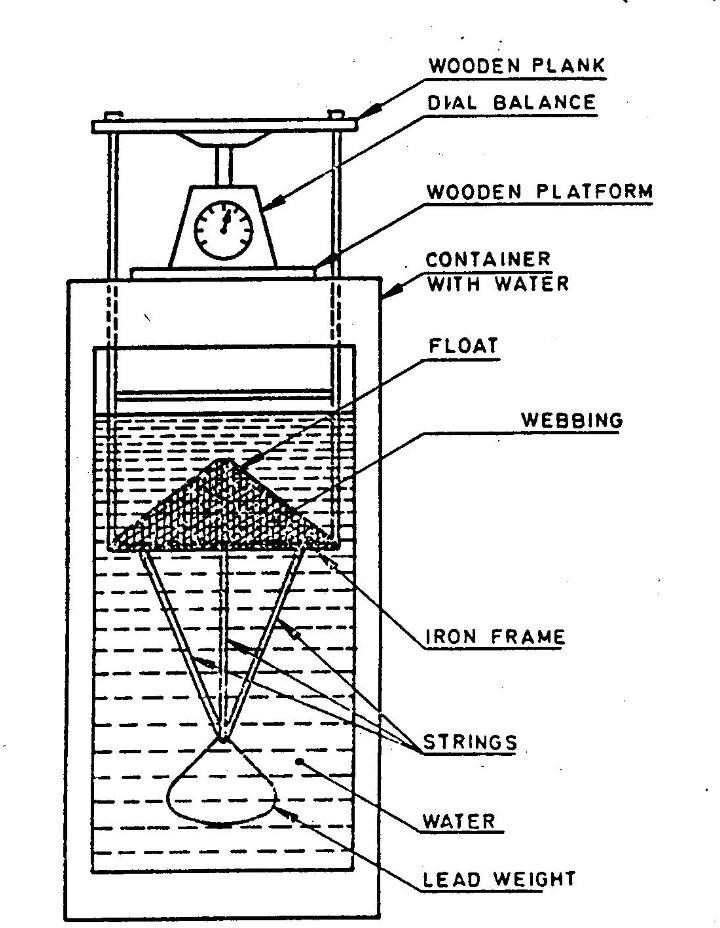 WOODEN PLANK
DIAL BALANCE
WOODEN PLATFORM
CONTAINER
WITH WATER
FLOAT
WEBBING
IRON FRAME
STRINGS
WATER
LEAD WEIGHT